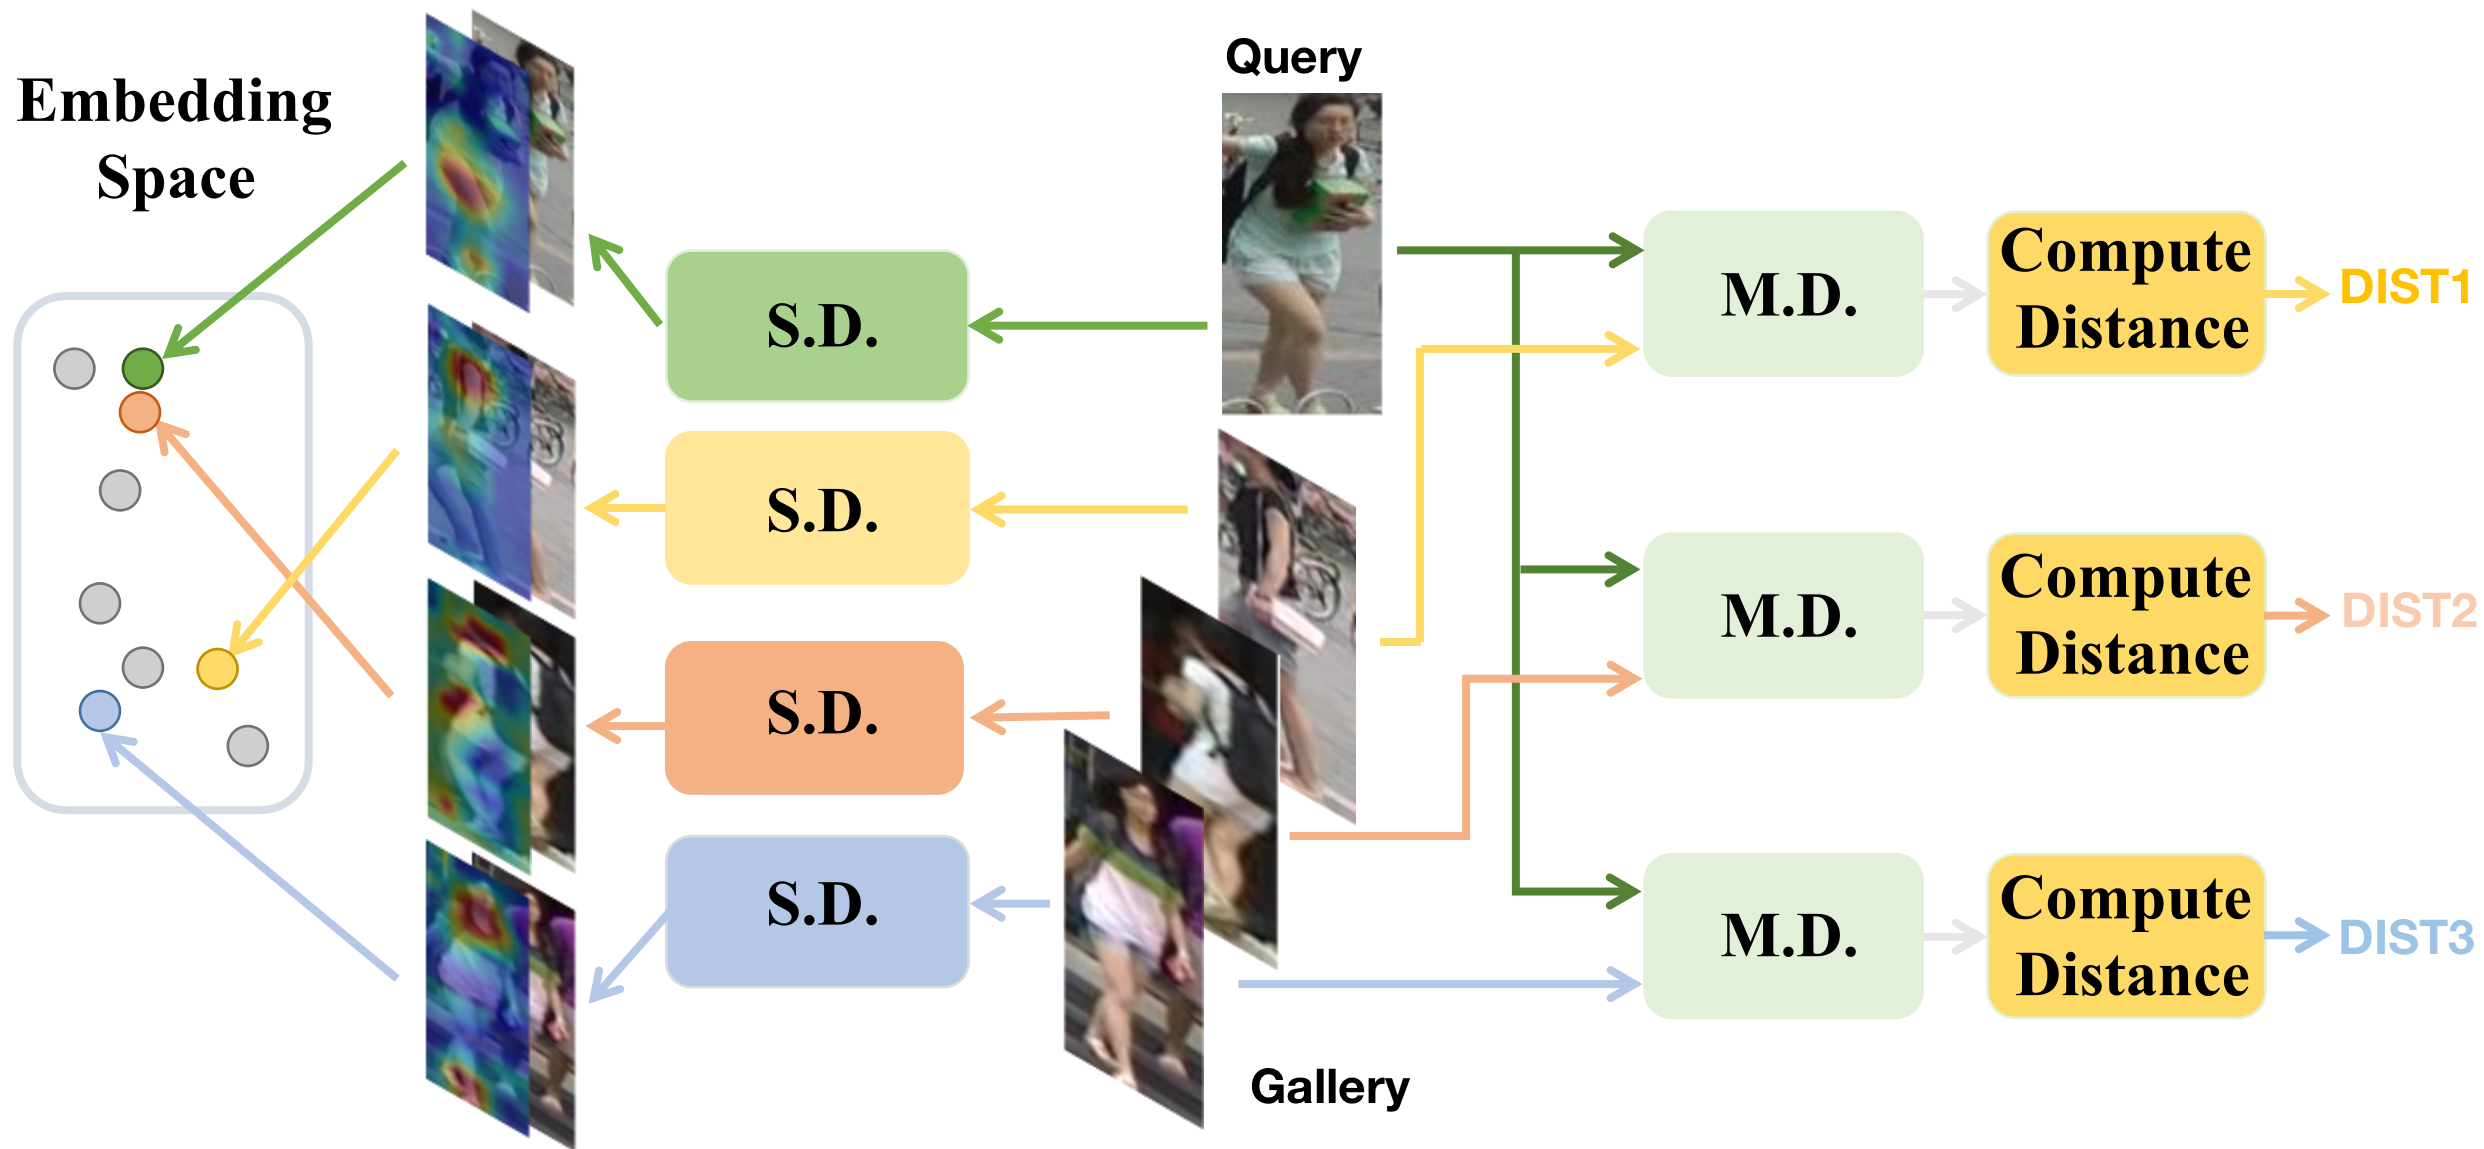 Embedding
Space
Query
S.D.
S.D.
S.D.
S.D.
Gallery
M.D.
Compute
Distance
DIST1
M.D.
Compute
Distance
DIST2
M.D.
Compute
Distance
DIST3